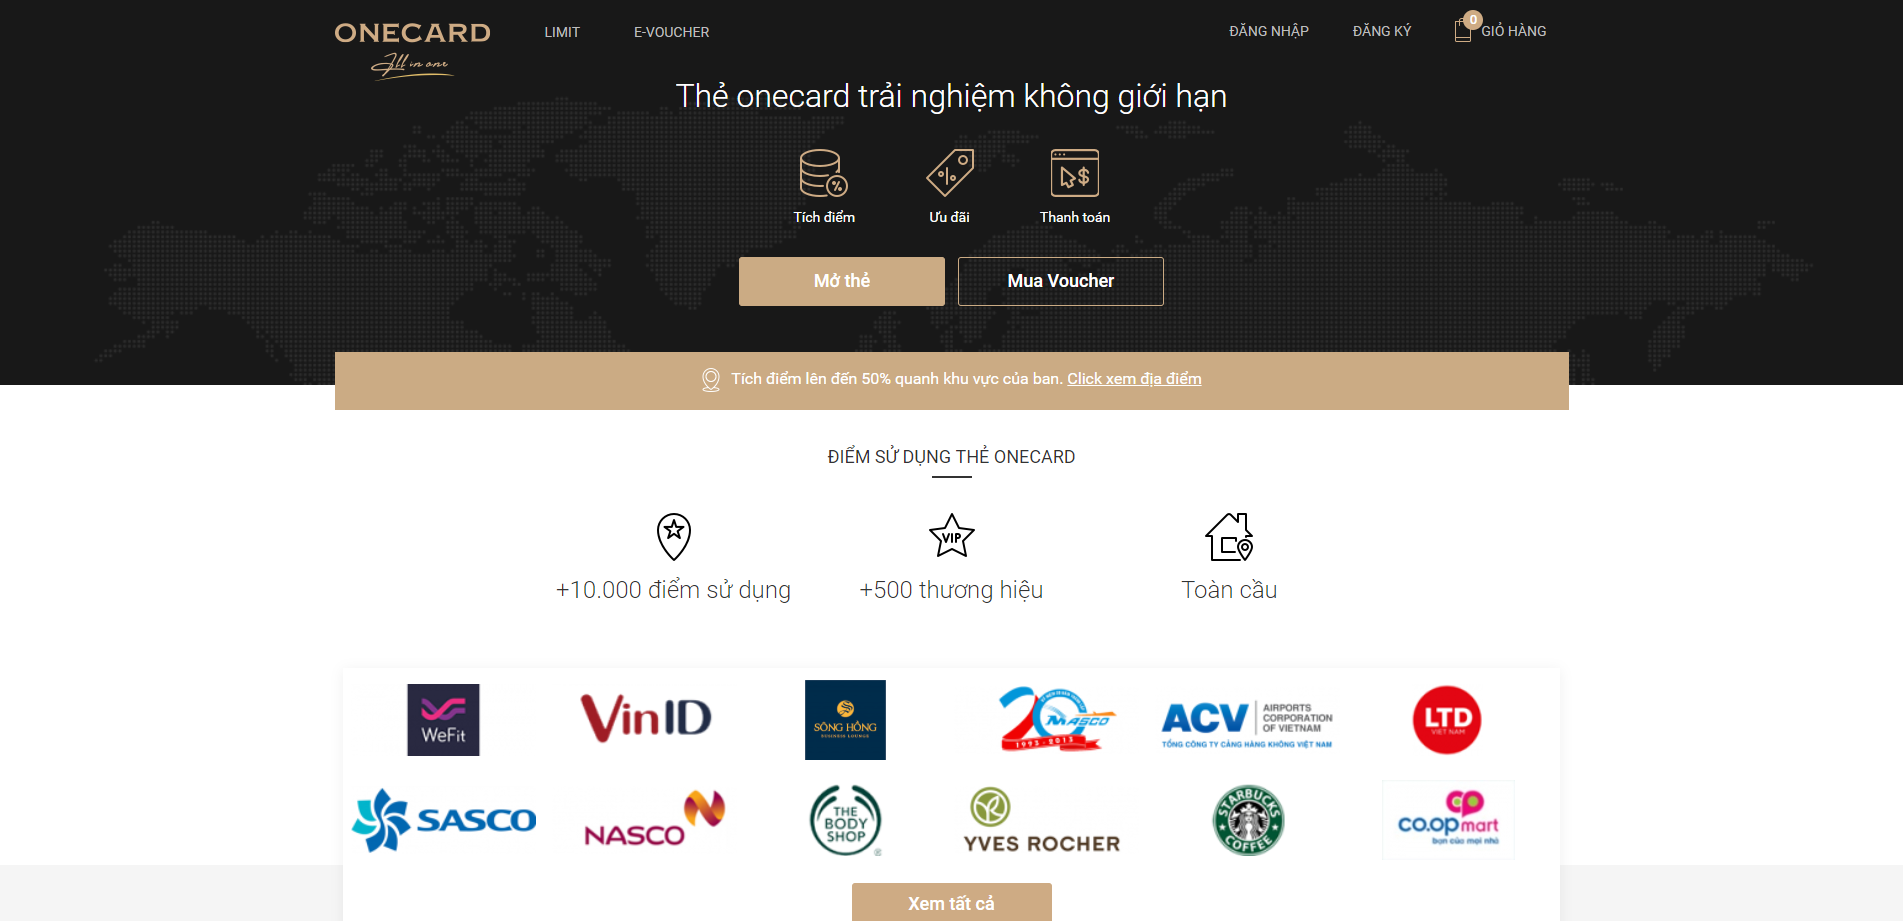 ONECARD
All in one
LIMIT
E-VOUCHER
ĐĂNG NHẬP
ĐĂNG KÝ
0
GIỎ HÀNG
Thẻ onecard trải nghiệm không giới hạn
%
$
Tích điểm
Ưu đãi
Thanh toán
Mở thẻ
Mua Voucher
Tích điểm lên đến 50% quanh khu vực của bạn. Click xem địa điểm
ĐIỂM SỬ DỤNG THẺ ONECARD
VIP
+10.000 điểm sử dụng
+500 thương hiệu
Toàn cầu
WeFit
VinID
SÔNG HỒNG
BUSINESS LOUNGE
20
MASCO
1993-2013
ACV
AIRPORTS
CORPORATION
OF VIETNAM
TỔNG CÔNG TY CẢNG HÀNG KHÔNG VIỆT NAM
LTD
VIET NAM
SASCO
NASCO
THE
BODY
SHOP
YVES ROCHER
STARBUCKS
COFFEE
co.opmart
bạn của mọi nhà
Xem tất cả